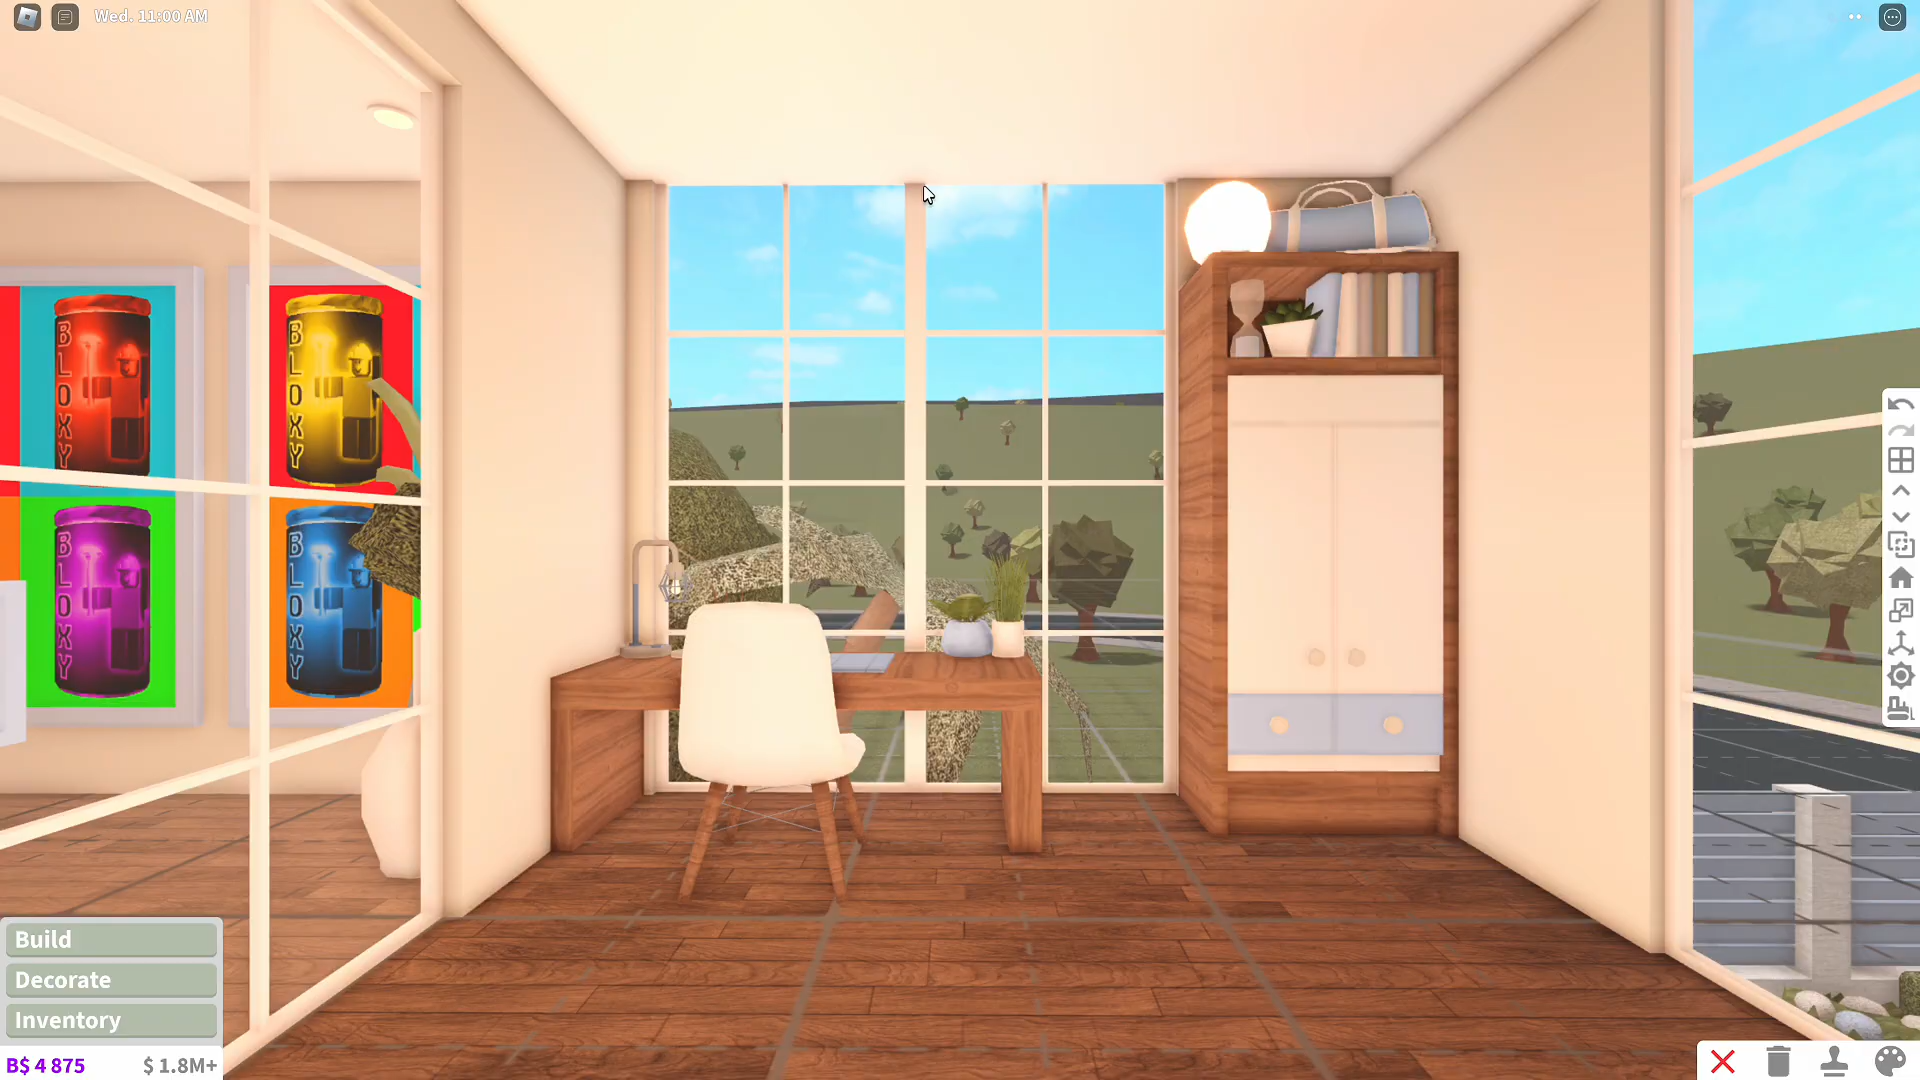 Wed. 11:00 AM
BLOXY
BLOXY
BLOXY
BLOXY
Build
Decorate
Inventory
B$ 4 875
$ 1.8M+